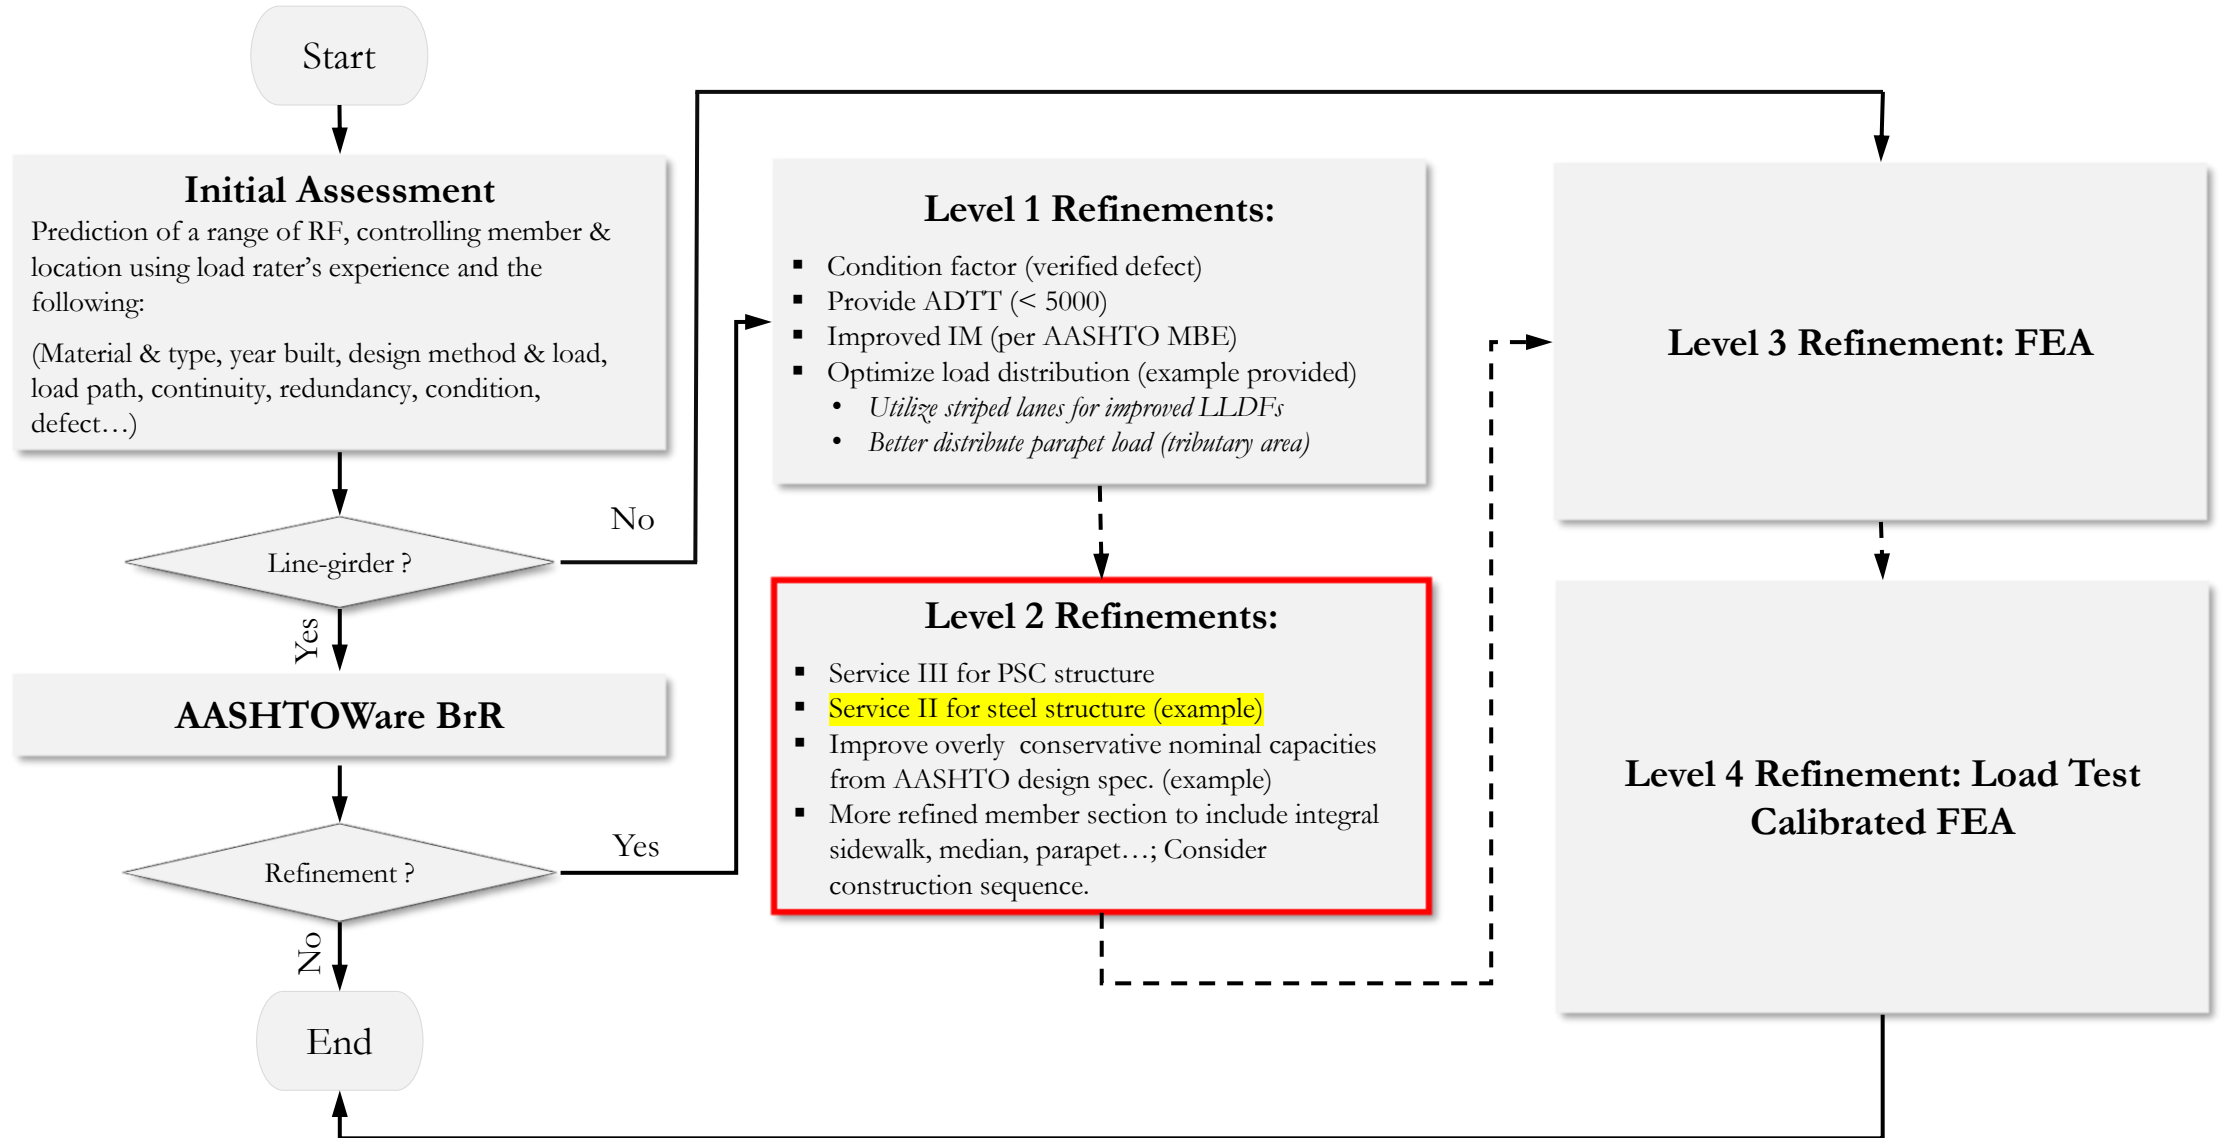 Start
Initial Assessment
Prediction of a range of RF, controlling member &
location using load rater’s experience and the
following:
(Material & type, year built, design method & load,
load path, continuity, redundancy, condition,
defect…)
Line-girder ?
No
Yes
AASHTOWare BrR
Refinement ?
Yes
No
End
Level 1 Refinements:
▪ Condition factor (verified defect)
▪ Provide ADTT (< 5000)
▪ Improved IM (per AASHTO MBE)
▪ Optimize load distribution (example provided)
• Utilize striped lanes for improved LLDFs
• Better distribute parapet load (tributary area)
Level 2 Refinements:
▪ Service III for PSC structure
▪ Service II for steel structure (example)
▪ Improve overly conservative nominal capacities
from AASHTO design spec. (example)
▪ More refined member section to include integral
sidewalk, median, parapet…; Consider
construction sequence.
Level 3 Refinement: FEA
Level 4 Refinement: Load Test
Calibrated FEA